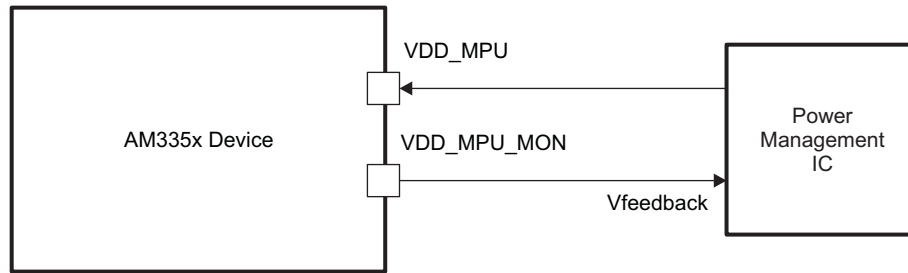 VDD_MPU
AM335x Device
VDD_MPU_MON
Vfeedback
Power
Management
IC